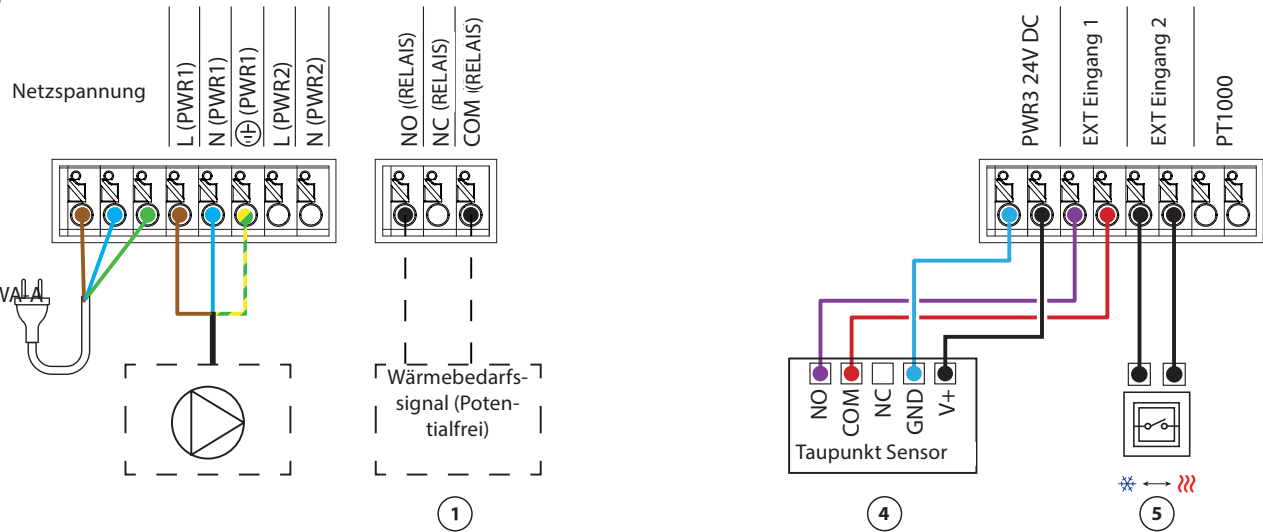 Netzspannung
L (PWR1)
N (PWR1)
(PWR1)
L (PWR2)
N (PWR2)
NO ((RELAIS)
NC (RELAIS)
COM i(RELAIS)
PWR3 24V DC
EXT Eingang 1
EXT Eingang 2
PT1000
WA-A
Wärmebedarfs-
signal (Poten-
tialfrei)
NO
COM
NC
GND
V+
Taupunkt Sensor
1
4
5